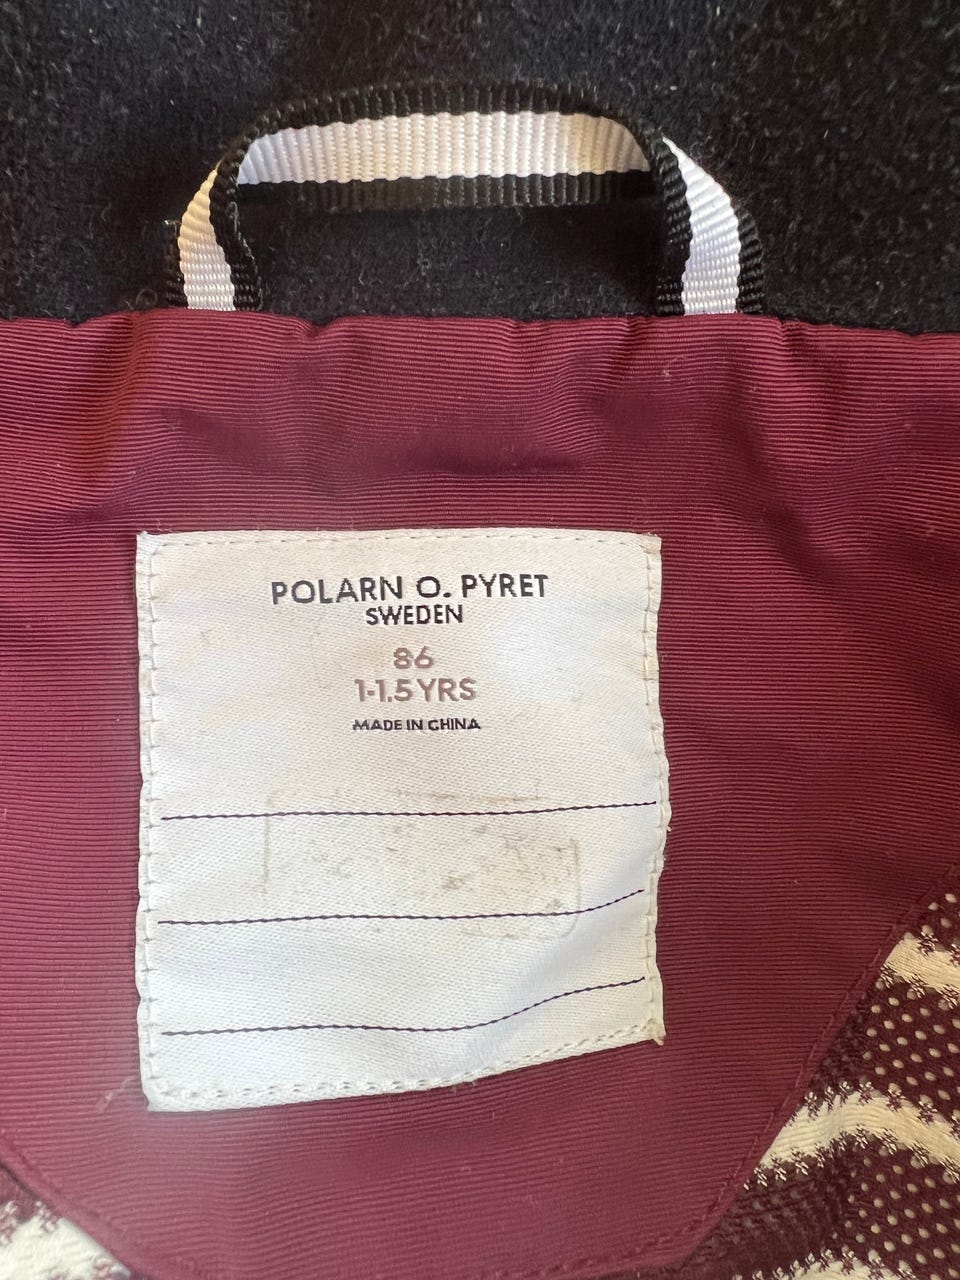 POLARN O. PYRET
SWEDEN
86
1-1.5 YRS
MADE IN CHINA